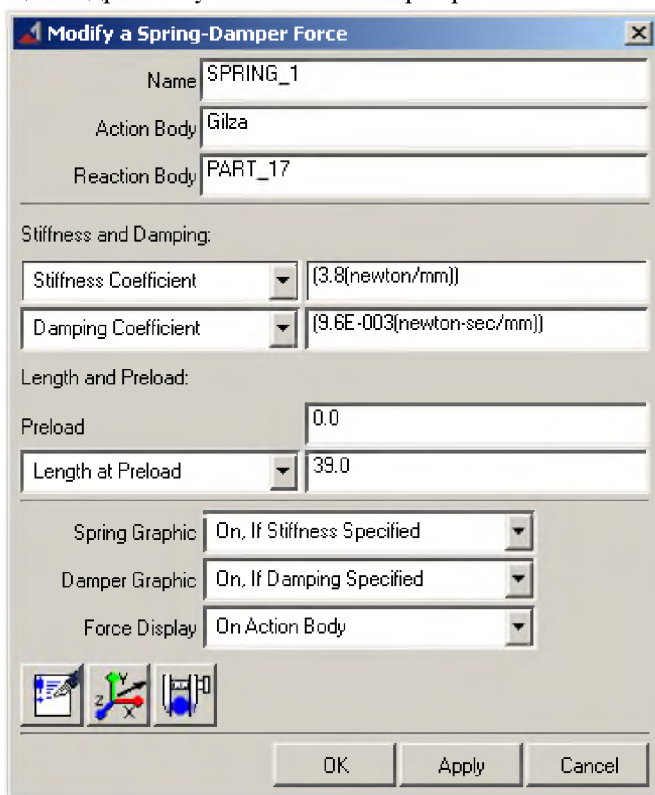 Modify a Spring-Damper Force
Name SPRING_1
Action Body Gilza
Reaction Body PART_17
Stiffness and Damping:
Stiffness Coefficient (3.8(newton/mm))
Damping Coefficient (9.6E-003(newton-sec/mm))
Length and Preload:
Preload 0.0
Length at Preload 39.0
Spring Graphic On, If Stiffness Specified
Damper Graphic On, If Damping Specified
Force Display On Action Body
Z Y X
OK Apply Cancel